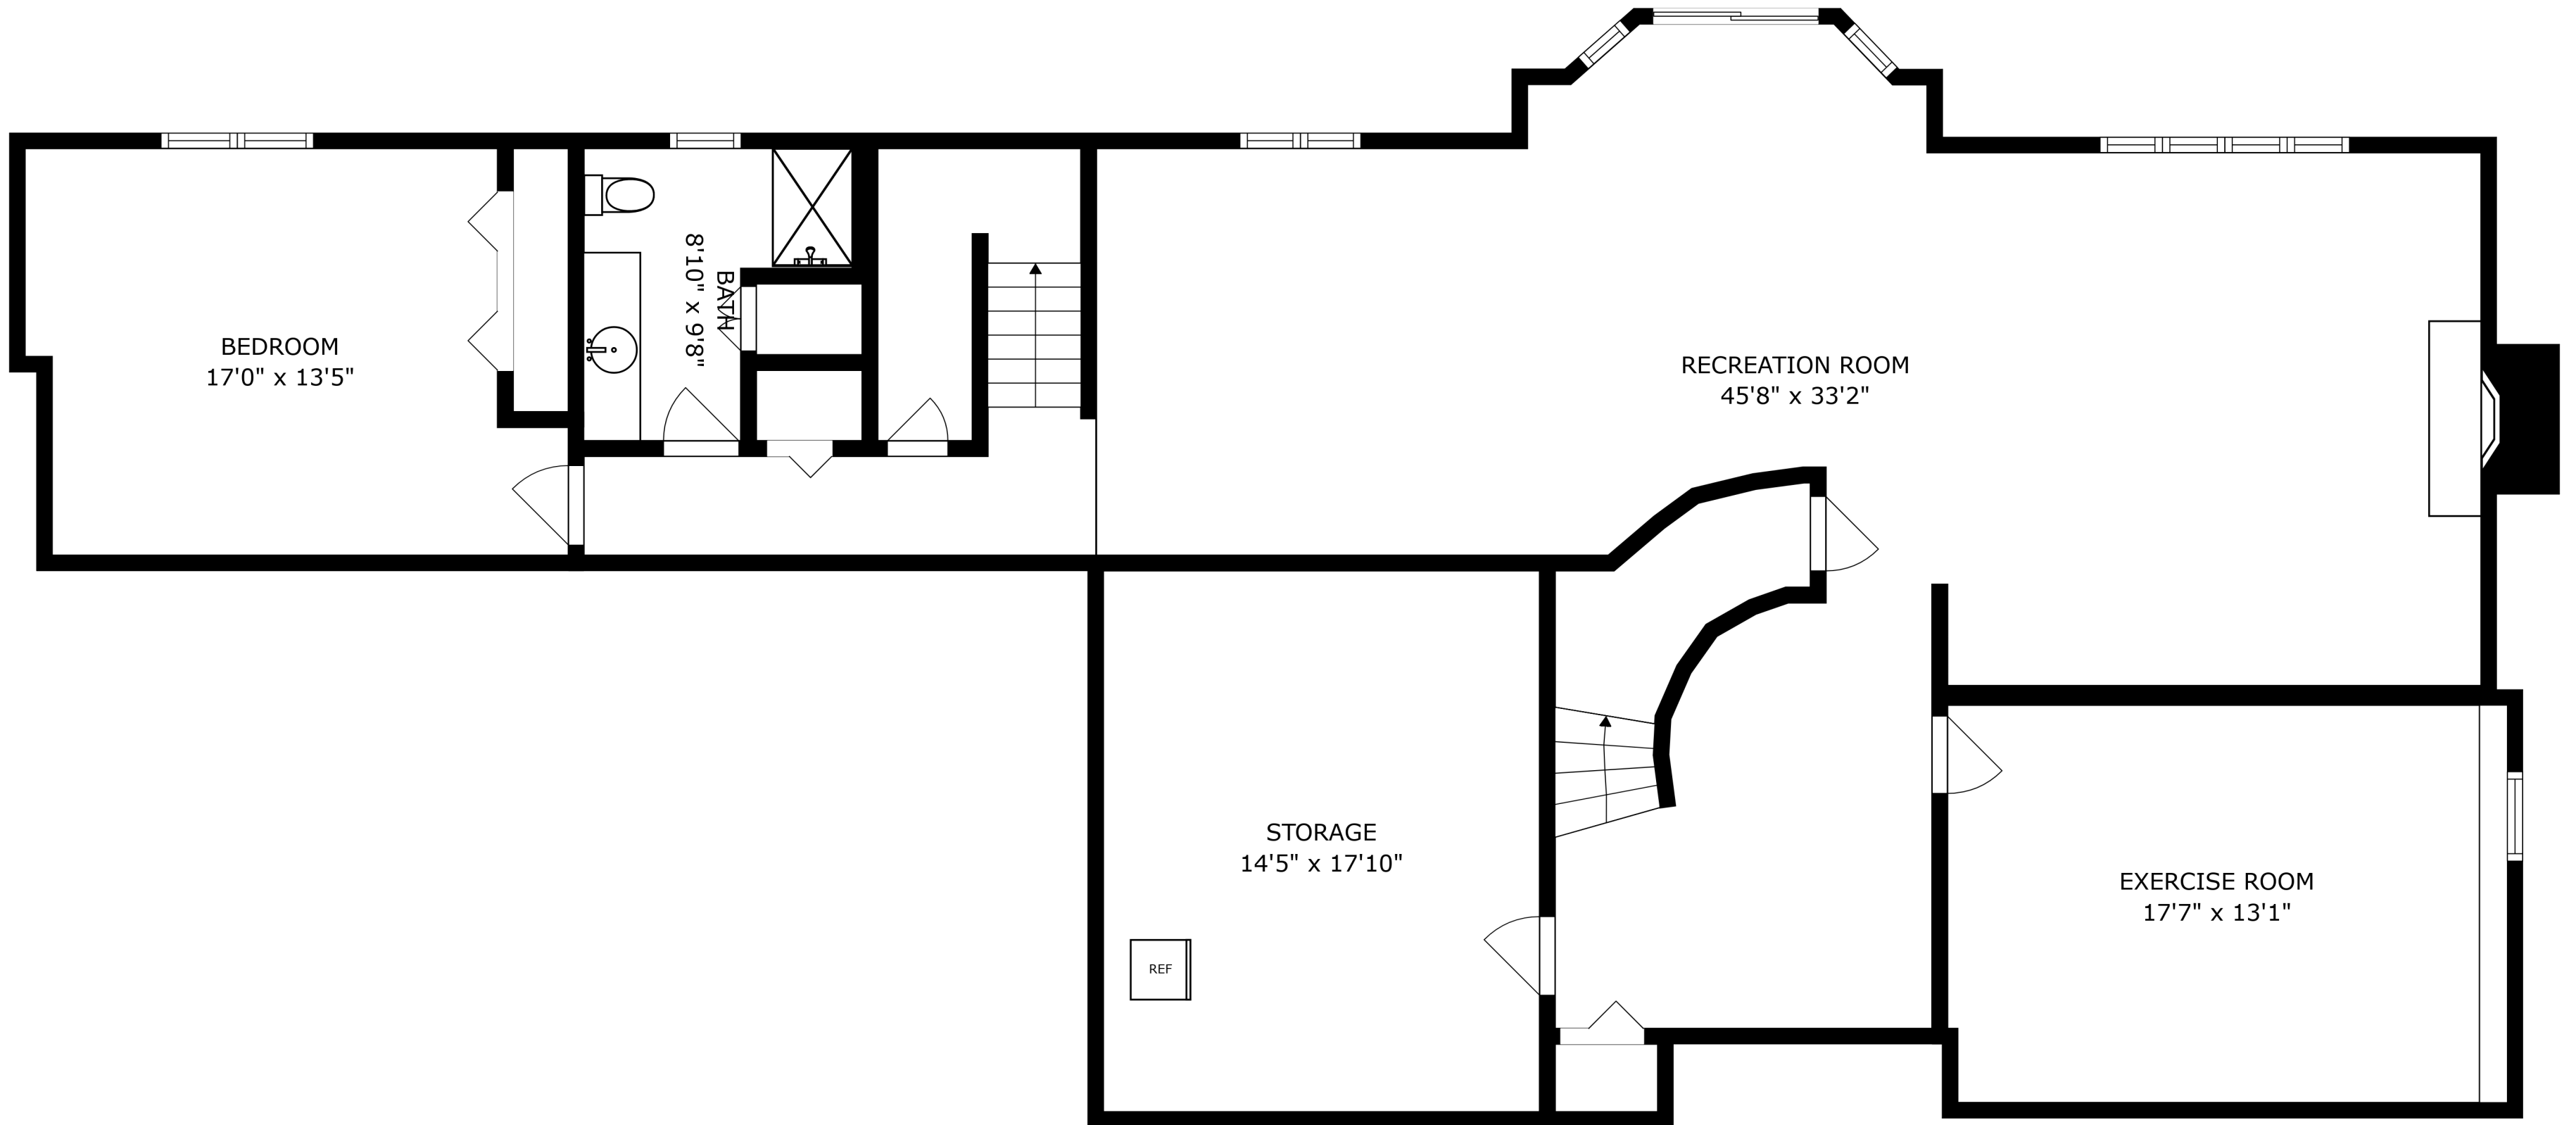 BEDROOM
17'0" x 13'5"
BATH
8'10" x 9'8"
RECREATION ROOM
45'8" x 33'2"
STORAGE
14'5" x 17'10"
REF
EXERCISE ROOM
17'7" x 13'1"